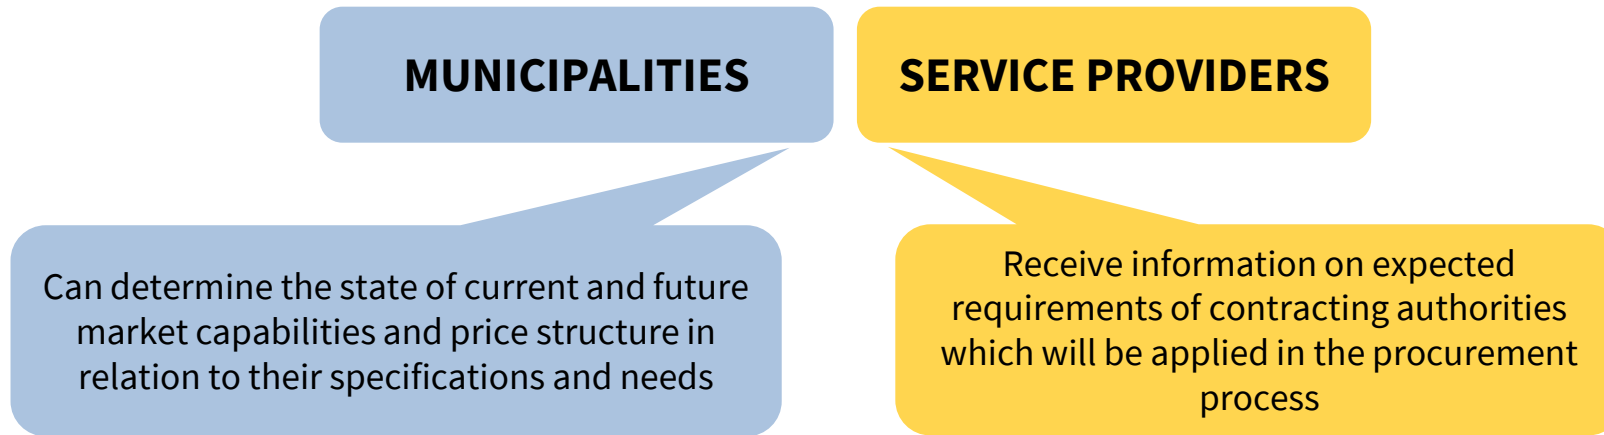 MUNICIPALITIES
SERVICE PROVIDERS
Can determine the state of current and future
market capabilities and price structure in
relation to their specifications and needs
Receive information on expected
requirements of contracting authorities
which will be applied in the procurement
process